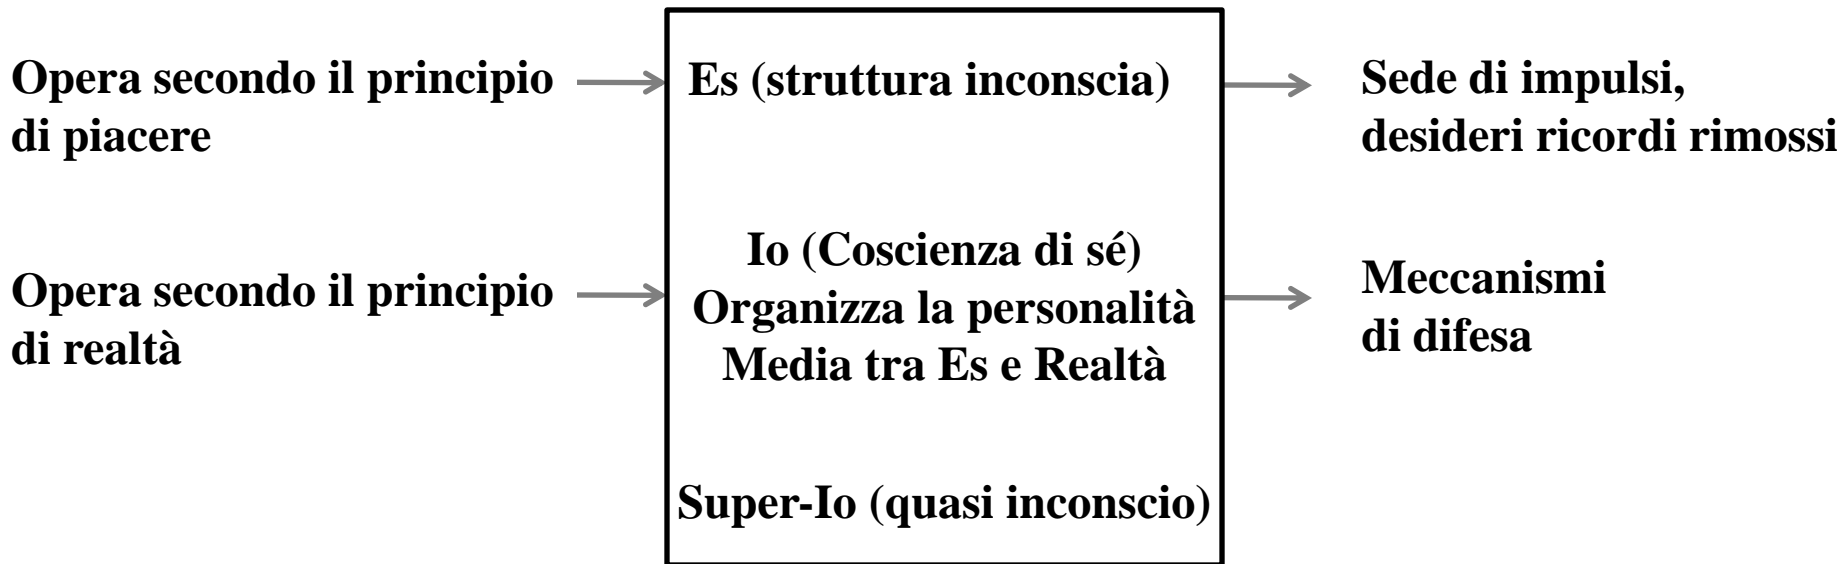 Opera secondo il principio
di piacere
Es (struttura inconscia)
Sede di impulsi,
desideri ricordi rimossi
Opera secondo il principio
di realtà
Io (Coscienza di sé)
Organizza la personalità
Media tra Es e Realtà
Meccanismi
di difesa
Super-Io (quasi inconscio)